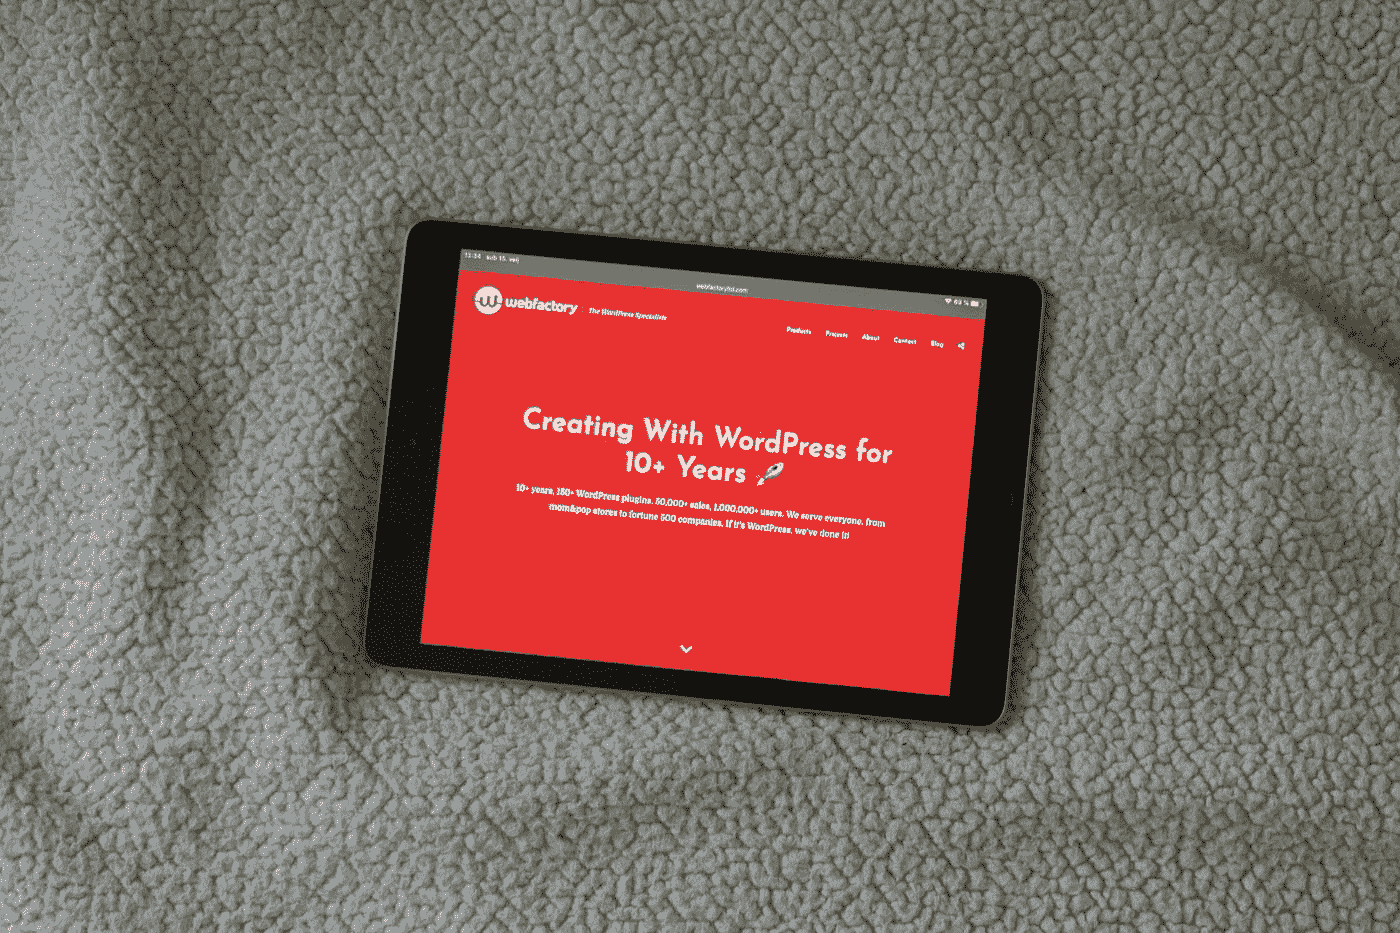 13:34 sub 15. vel
webfactoryltd.com
63 %
webfactory
The WordPress Specialists
Products Projects About Contact Blog
Creating With WordPress for
10+ Years
10+ years, 150+ WordPress plugins, 50,000+ sales, 1,000,000+ users. We serve everyone, from
mom&pop stores to fortune 500 companies. If it's WordPress, we've done it!